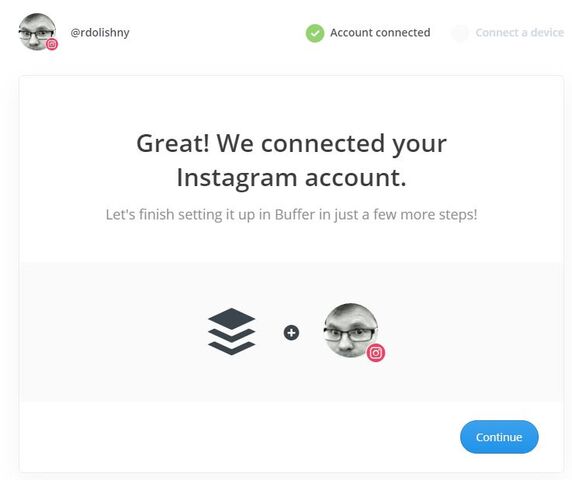 @rdolishny
Account connected
Connect a device
Great! We connected your
Instagram account.
Let's finish setting it up in Buffer in just a few more steps!
Continue